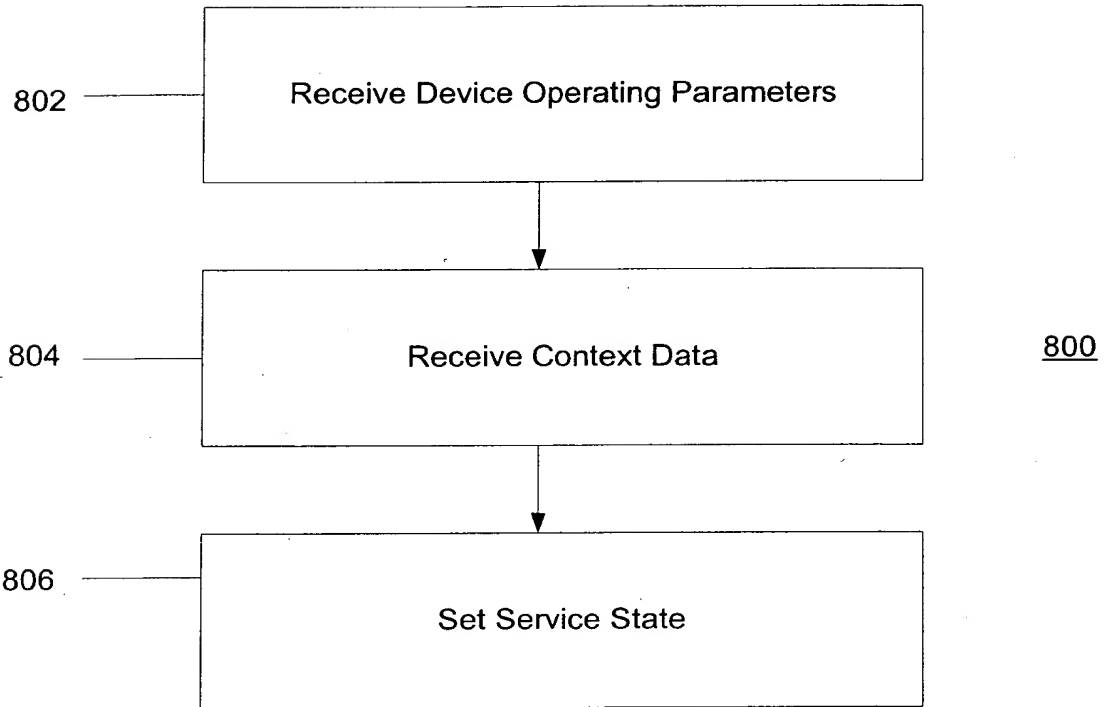 802
Receive Device Operating Parameters
804
Receive Context Data
800
806
Set Service State